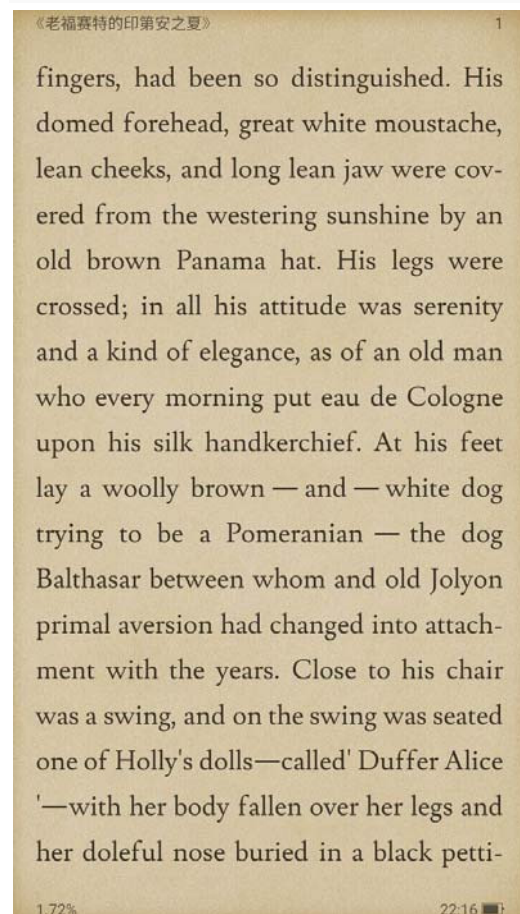 《老福赛特的印第安之夏》 1
fingers, had been so distinguished. His
domed forehead, great white moustache,
lean cheeks, and long lean jaw were cov-
ered from the westering sunshine by an
old brown Panama hat. His legs were
crossed; in all his attitude was serenity
and a kind of elegance, as of an old man
who every morning put eau de Cologne
upon his silk handkerchief. At his feet
lay a woolly brown — and — white dog
trying to be a Pomeranian — the dog
Balthasar between whom and old Jolyon
primal aversion had changed into attach-
ment with the years. Close to his chair
was a swing, and on the swing was seated
one of Holly's dolls—called' Duffer Alice
'—with her body fallen over her legs and
her doleful nose buried in a black petti-
1.72% 22:16